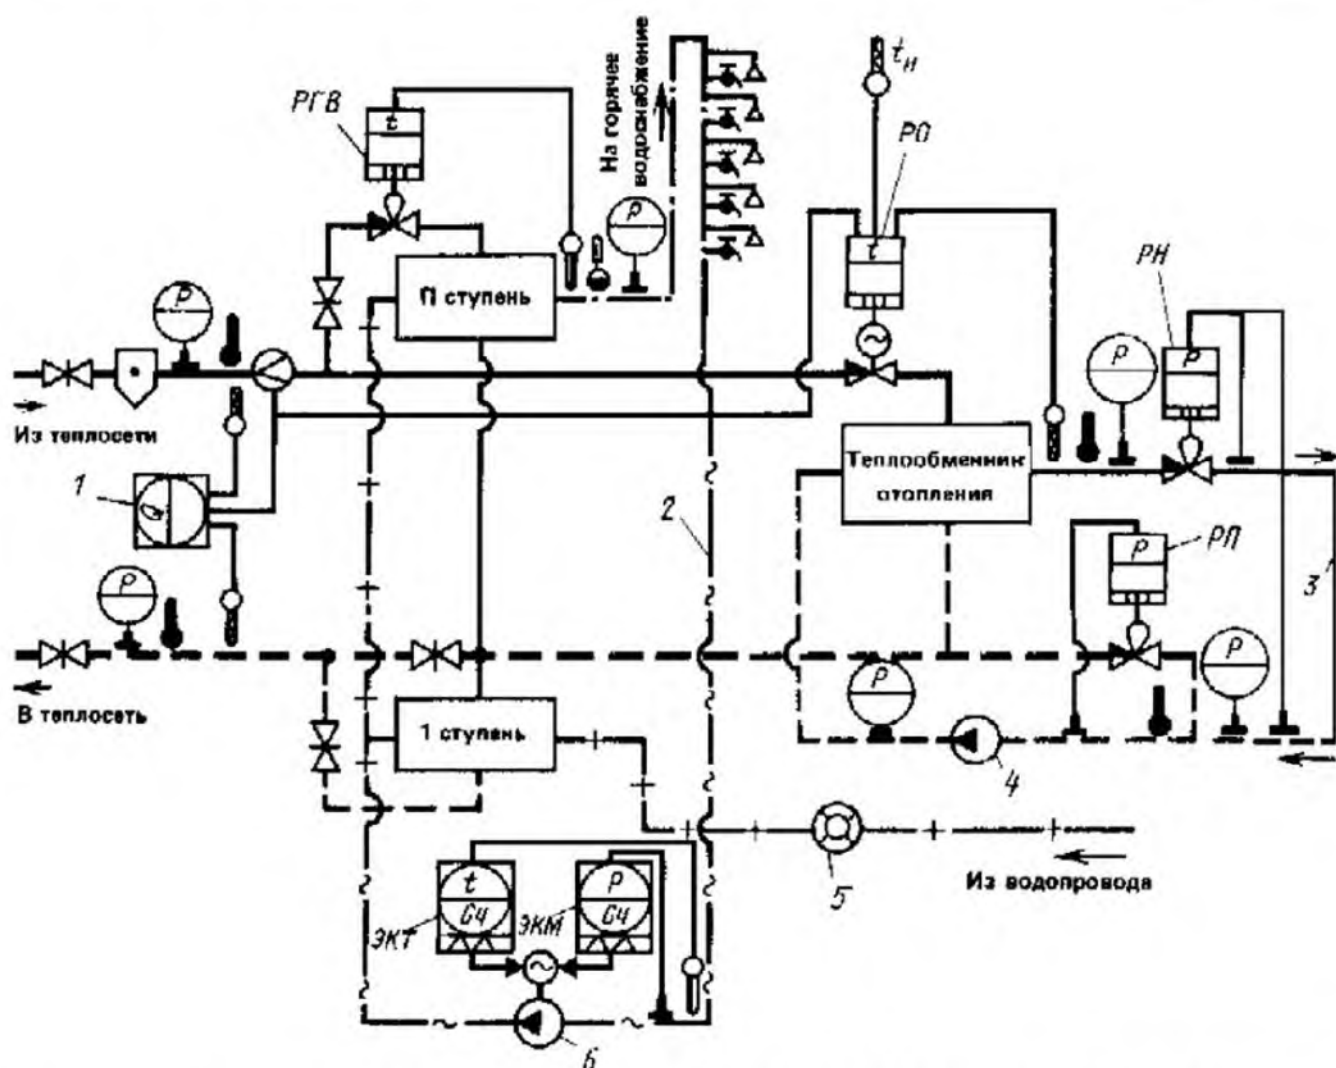 На горячее
водоснабжение
tн
РГВ
t
РО
P
t
РН
P
II ступень
P
P
Из теплосети
Теплообменник
отопления
1
2
P
РП
3
P
P
P
В теплосеть
1 ступень
4
5
Из водопровода
t
P
ЭКТ
Сч
ЭКМ
Сч
6